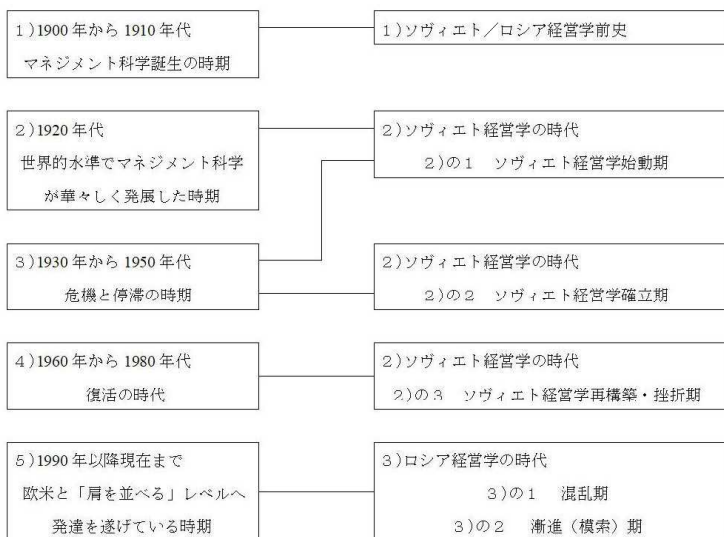 1)1900年から1910年代
マネジメント科学誕生の時期
1)ソヴィエト／ロシア経営学前史
2)1920年代
世界的水準でマネジメント科学
が華々しく発展した時期
2)ソヴィエト経営学の時代
2)の1　ソヴィエト経営学始動期
3)1930年から1950年代
危機と停滞の時期
2)ソヴィエト経営学の時代
2)の2　ソヴィエト経営学確立期
4)1960年から1980年代
復活の時代
2)ソヴィエト経営学の時代
2)の3　ソヴィエト経営学再構築・挫折期
5)1990年以降現在まで
欧米と「肩を並べる」レベルへ
発達を遂げている時期
3)ロシア経営学の時代
3)の1　混乱期
3)の2　漸進（模索）期